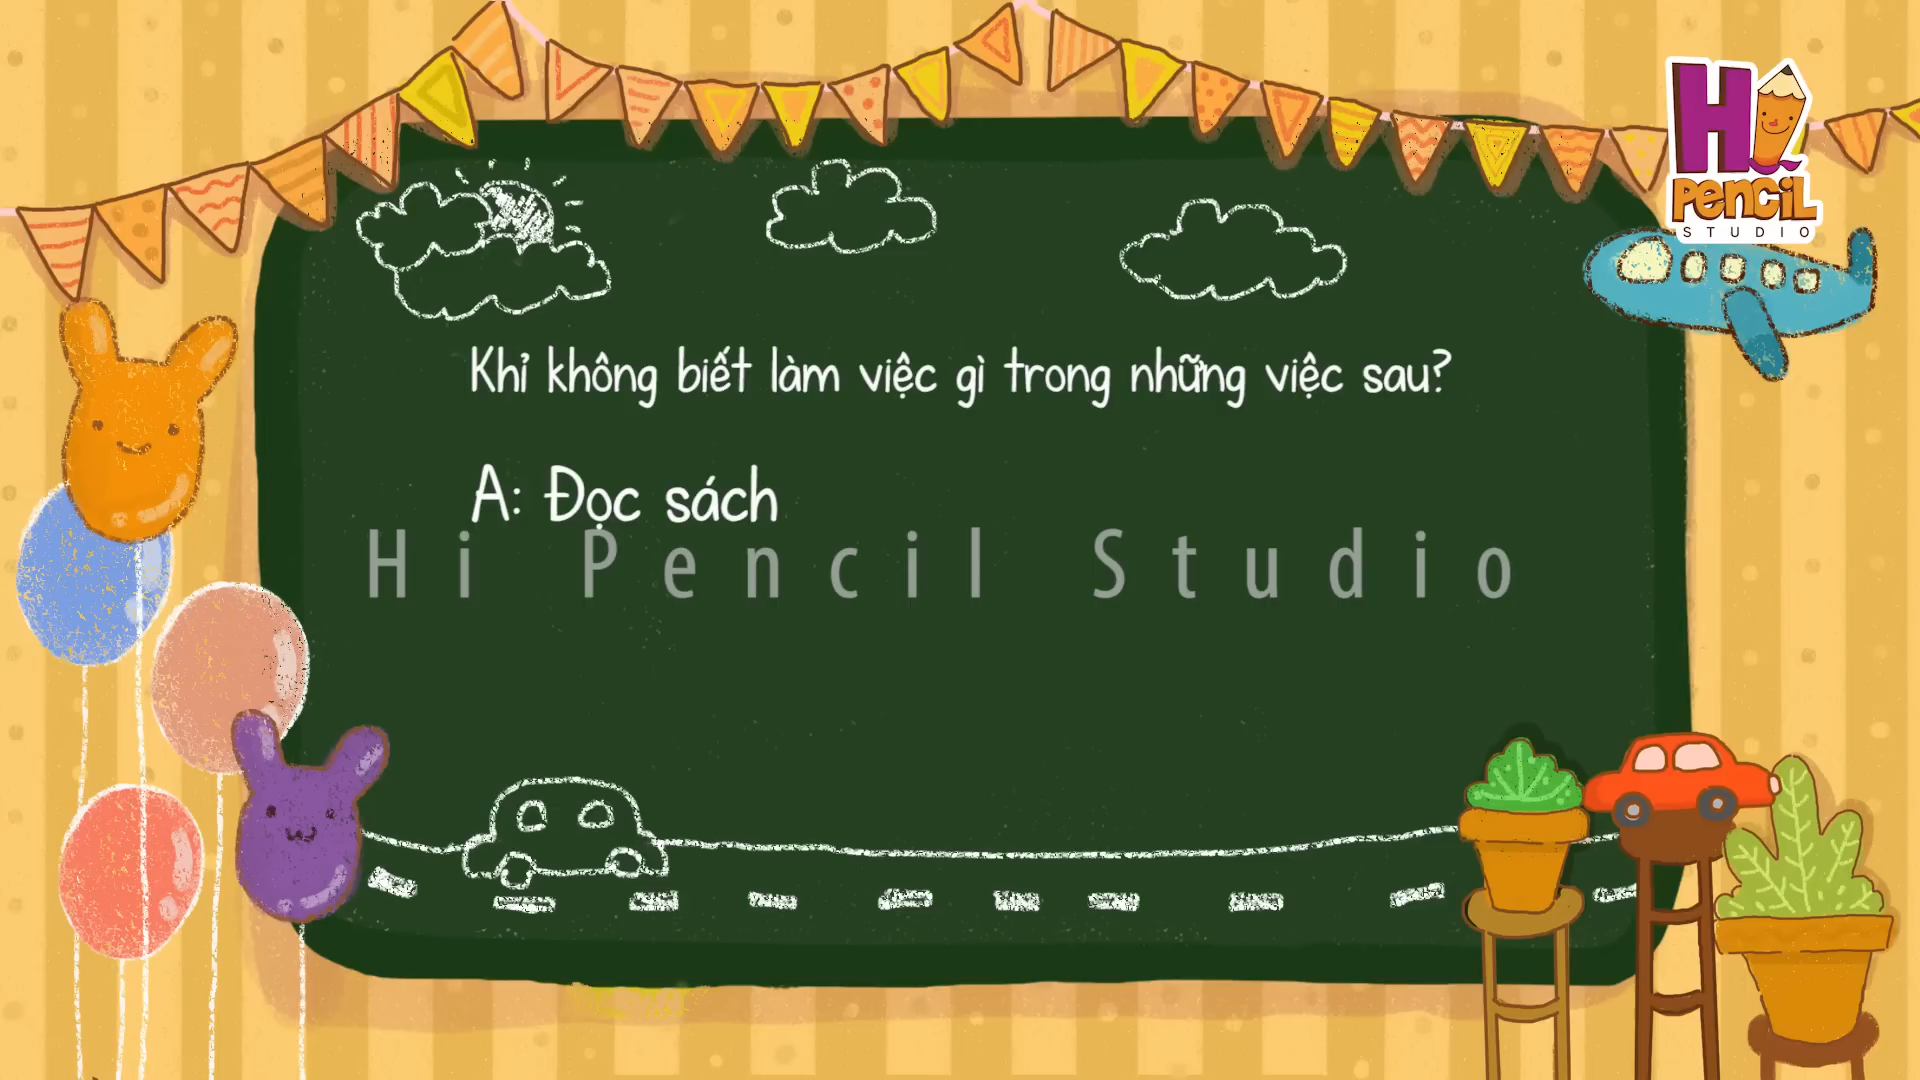 Hi
Pencil
STUDIO
Khỉ không biết làm việc gì trong những việc sau?
A: Đọc sách
Hi Pencil Studio